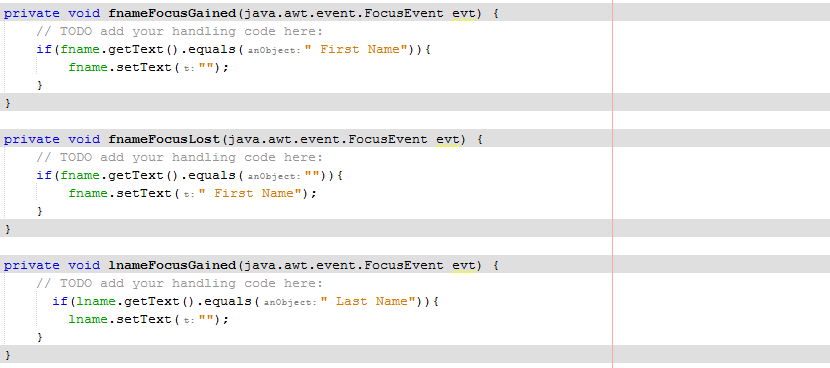 private void fnameFocusGained(java.awt.event.FocusEvent evt) {
    // TODO add your handling code here:
    if(fname.getText().equals( anObject: " First Name")){
        fname.setText( t: "");
    }
}
private void fnameFocusLost(java.awt.event.FocusEvent evt) {
    // TODO add your handling code here:
    if(fname.getText().equals( anObject: "")){
        fname.setText( t: " First Name");
    }
}
private void lnameFocusGained(java.awt.event.FocusEvent evt) {
    // TODO add your handling code here:
      if(lname.getText().equals( anObject: " Last Name")){
        lname.setText( t: "");
    }
}